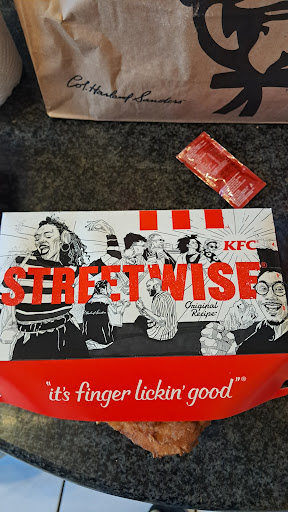 Col. Harland Sanders
KFC
STREETWISE®
Original
Recipe®
"it's finger lickin' good"®